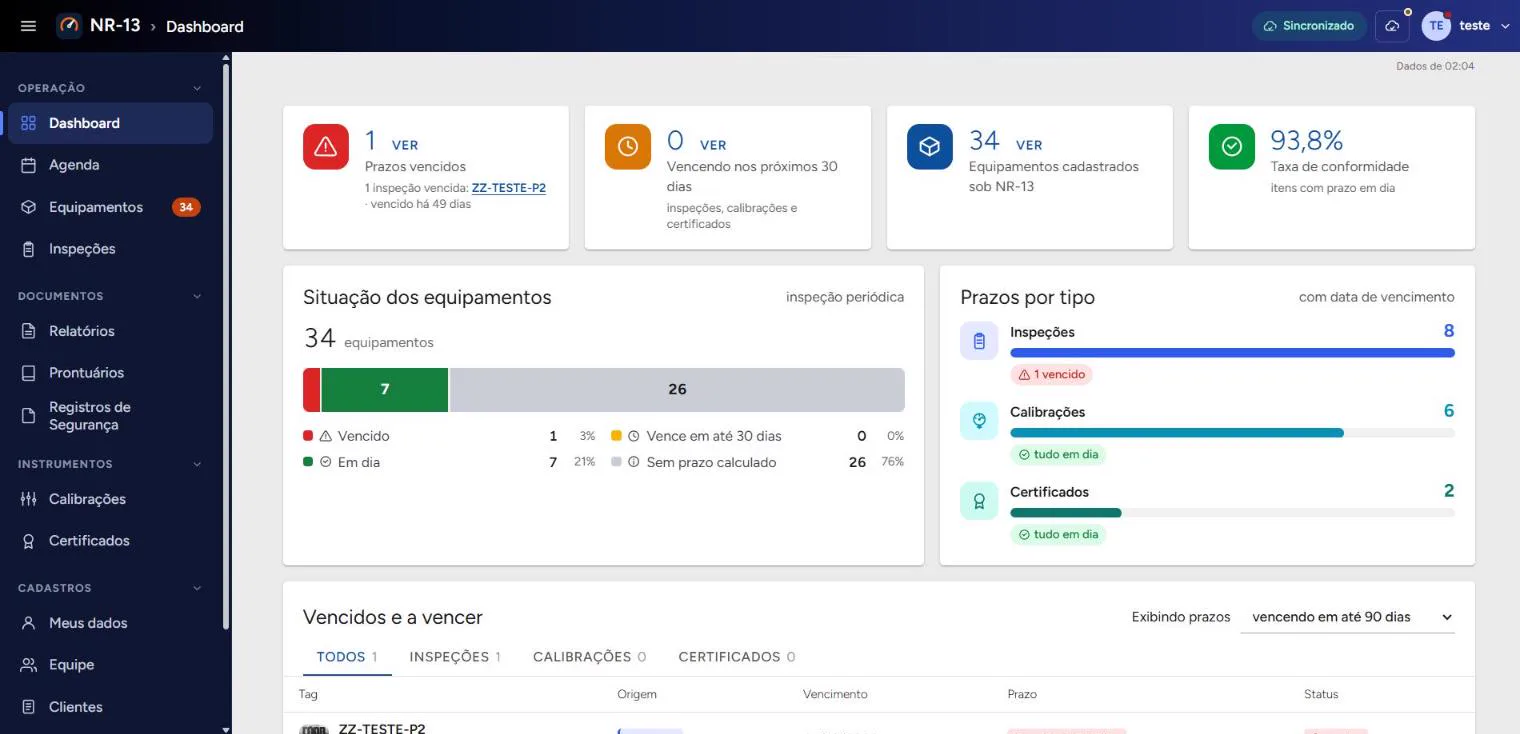 NR-13 › Dashboard
Sincronizado
TE
teste
Dados de 02:04
OPERAÇÃO
Dashboard
Agenda
Equipamentos 34
Inspeções
DOCUMENTOS
Relatórios
Prontuários
Registros de
Segurança
INSTRUMENTOS
Calibrações
Certificados
CADASTROS
Meus dados
Equipe
Clientes
1 VER
Prazos vencidos
1 inspeção vencida: ZZ-TESTE-P2
· vencido há 49 dias
0 VER
Vencendo nos próximos 30
dias
inspeções, calibrações e
certificados
34 VER
Equipamentos cadastrados
sob NR-13
93,8%
Taxa de conformidade
itens com prazo em dia
Situação dos equipamentos
inspeção periódica
34 equipamentos
7
26
Vencido 1 3%
Vence em até 30 dias 0 0%
Em dia 7 21%
Sem prazo calculado 26 76%
Prazos por tipo
com data de vencimento
Inspeções 8
1 vencido
Calibrações 6
tudo em dia
Certificados 2
tudo em dia
Vencidos e a vencer
Exibindo prazos vencendo em até 90 dias
TODOS 1 INSPEÇÕES 1 CALIBRAÇÕES 0 CERTIFICADOS 0
Tag Origem Vencimento Prazo Status
ZZ-TESTE-P2